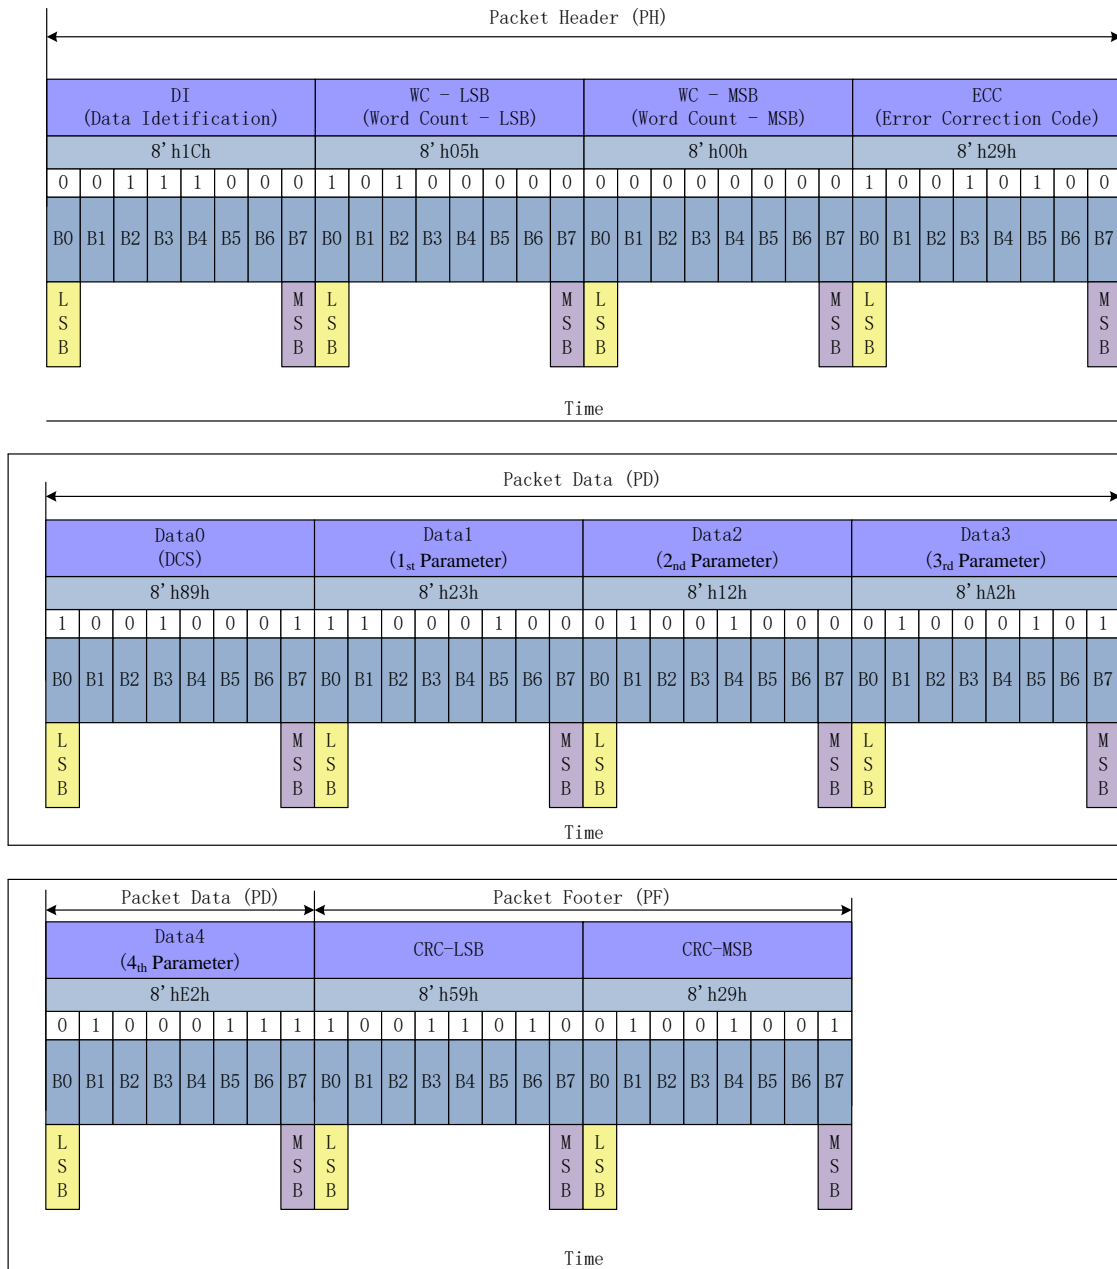 Packet Header (PH)
DI WC - LSB WC - MSB ECC
(Data Idetification) (Word Count - LSB) (Word Count - MSB) (Error Correction Code)
8'h1Ch 8'h05h 8'h00h 8'h29h
0 0 1 1 1 0 0 0 1 0 1 0 0 0 0 0 0 0 0 0 0 0 0 0 1 0 0 1 0 1 0 0
B0 B1 B2 B3 B4 B5 B6 B7 B0 B1 B2 B3 B4 B5 B6 B7 B0 B1 B2 B3 B4 B5 B6 B7 B0 B1 B2 B3 B4 B5 B6 B7
L M L M L M L M
S S S S S S S S
B B B B B B B B
Time
Packet Data (PD)
Data0 Data1 Data2 Data3
(DCS) (1st Parameter) (2nd Parameter) (3rd Parameter)
8'h89h 8'h23h 8'h12h 8'hA2h
1 0 0 1 0 0 0 1 1 1 0 0 0 1 0 0 0 1 0 0 1 0 0 0 0 1 0 0 0 1 0 1
B0 B1 B2 B3 B4 B5 B6 B7 B0 B1 B2 B3 B4 B5 B6 B7 B0 B1 B2 B3 B4 B5 B6 B7 B0 B1 B2 B3 B4 B5 B6 B7
L M L M L M L M
S S S S S S S S
B B B B B B B B
Time
Packet Data (PD) Packet Footer (PF)
Data4 CRC-LSB CRC-MSB
(4th Parameter)
8'hE2h 8'h59h 8'h29h
0 1 0 0 0 1 1 1 1 0 0 1 1 0 1 0 0 1 0 0 1 0 0 1
B0 B1 B2 B3 B4 B5 B6 B7 B0 B1 B2 B3 B4 B5 B6 B7 B0 B1 B2 B3 B4 B5 B6 B7
L M L M L M
S S S S S S
B B B B B B
Time